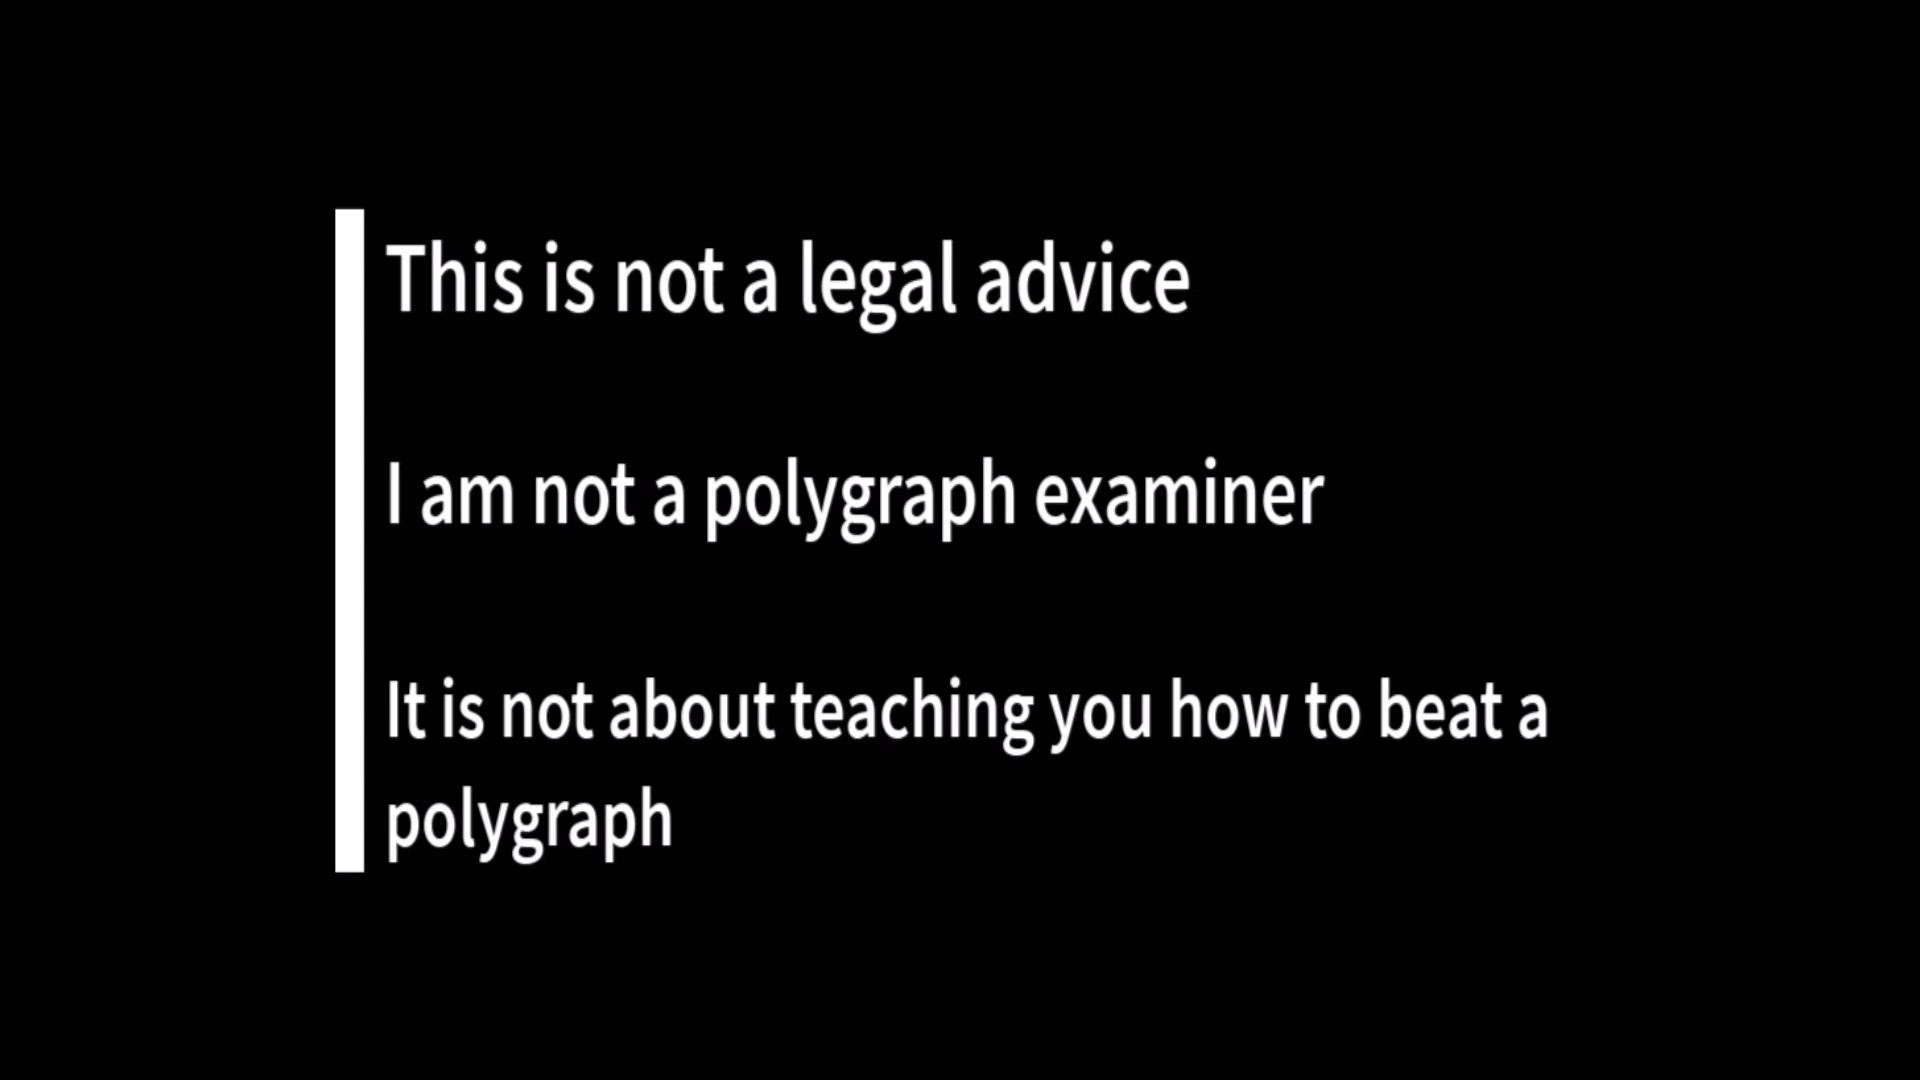 This is not a legal advice
I am not a polygraph examiner
It is not about teaching you how to beat a
polygraph